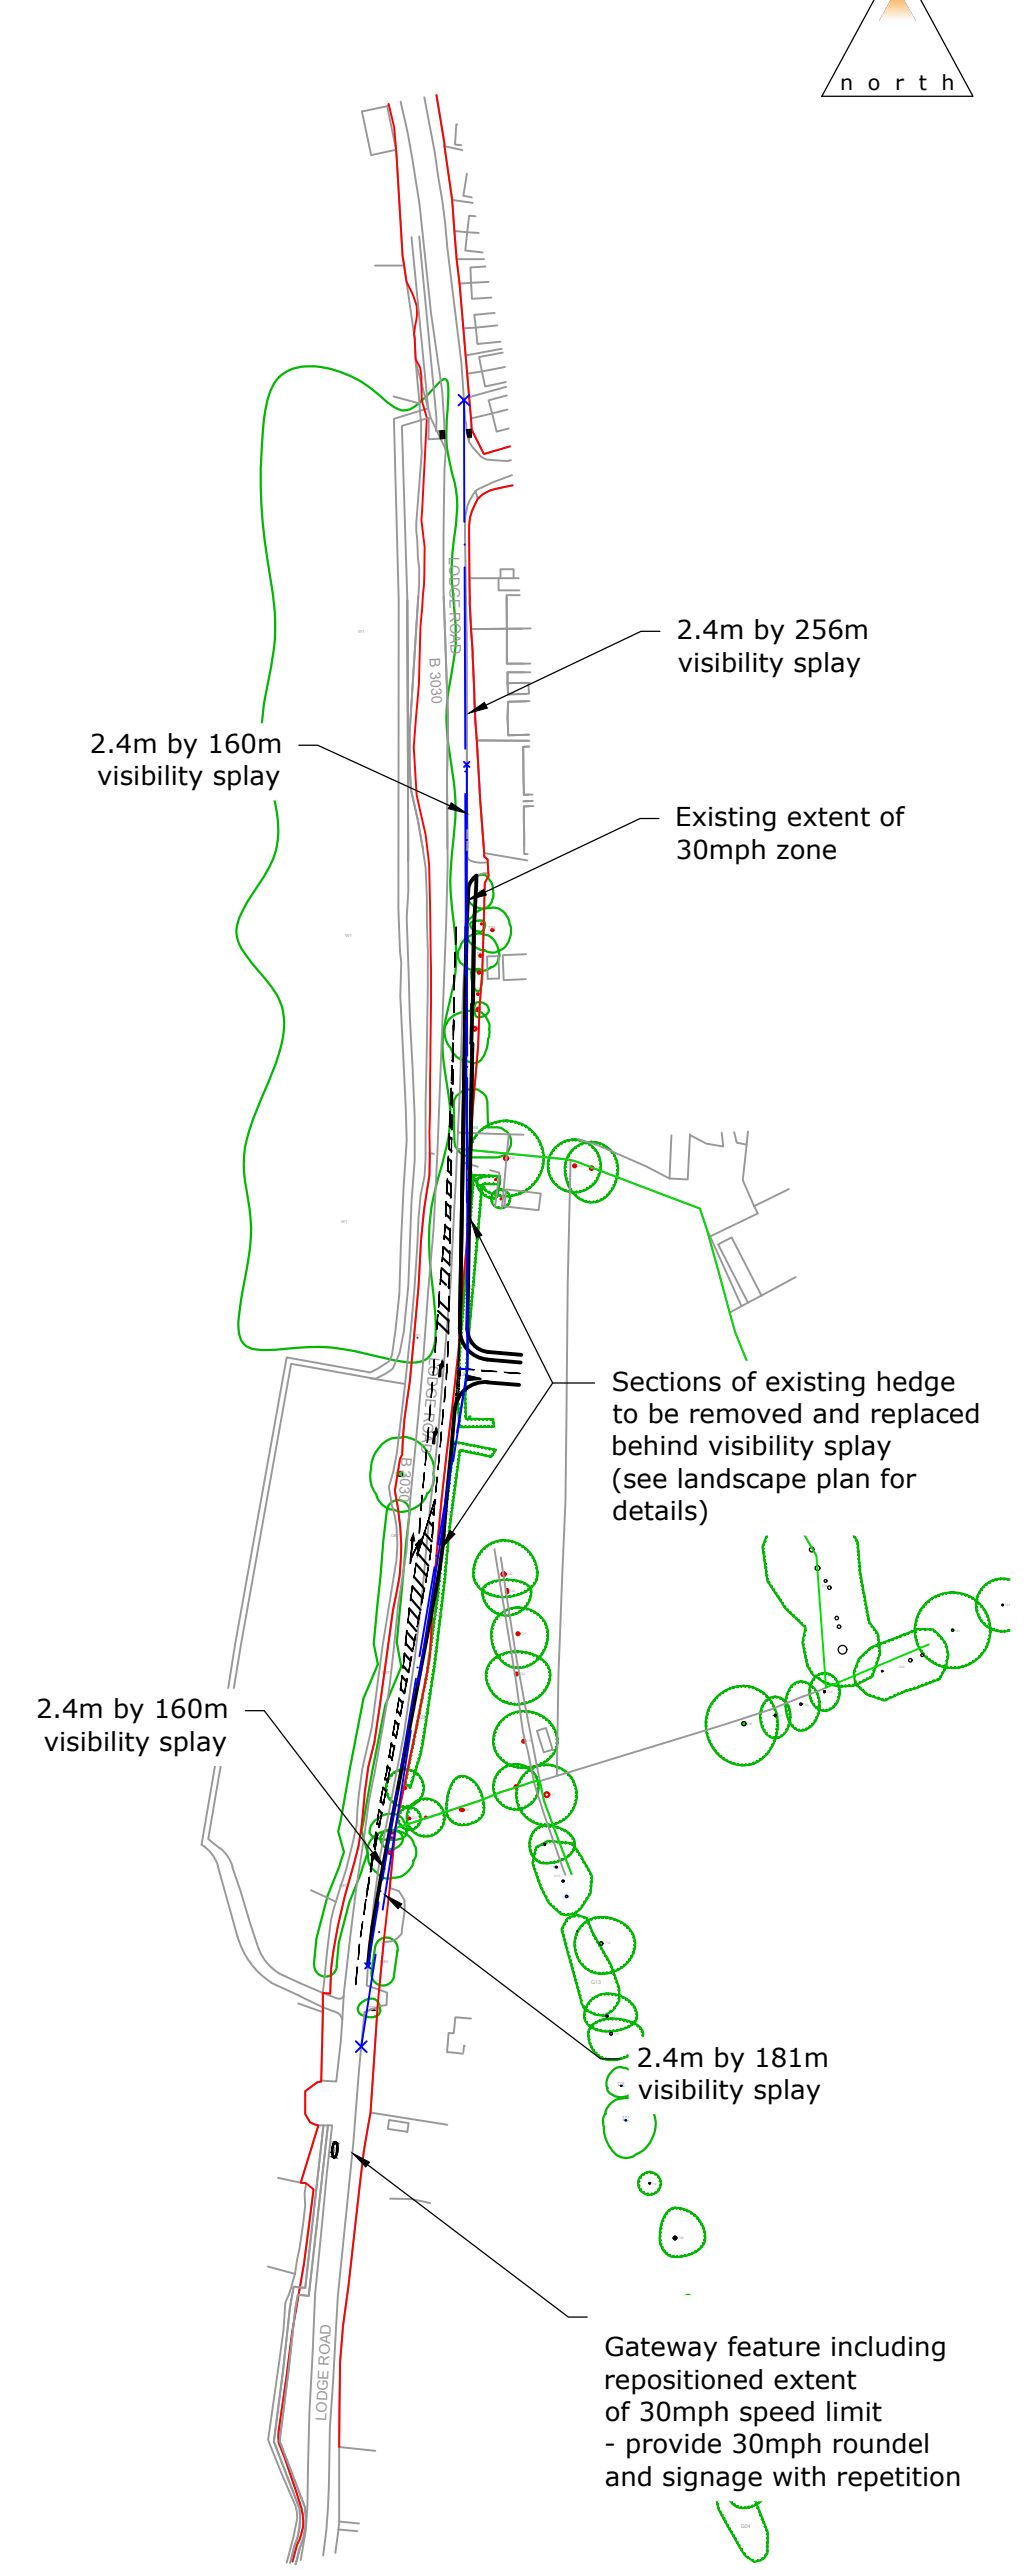 n o r t h
LODGE ROAD
B 3030
2.4m by 256m
visibility splay
2.4m by 160m
visibility splay
Existing extent of
30mph zone
LODGE ROAD
B 3030
Sections of existing hedge
to be removed and replaced
behind visibility splay
(see landscape plan for
details)
2.4m by 160m
visibility splay
G13
2.4m by 181m
visibility splay
LODGE ROAD
Gateway feature including
repositioned extent
of 30mph speed limit
- provide 30mph roundel
and signage with repetition